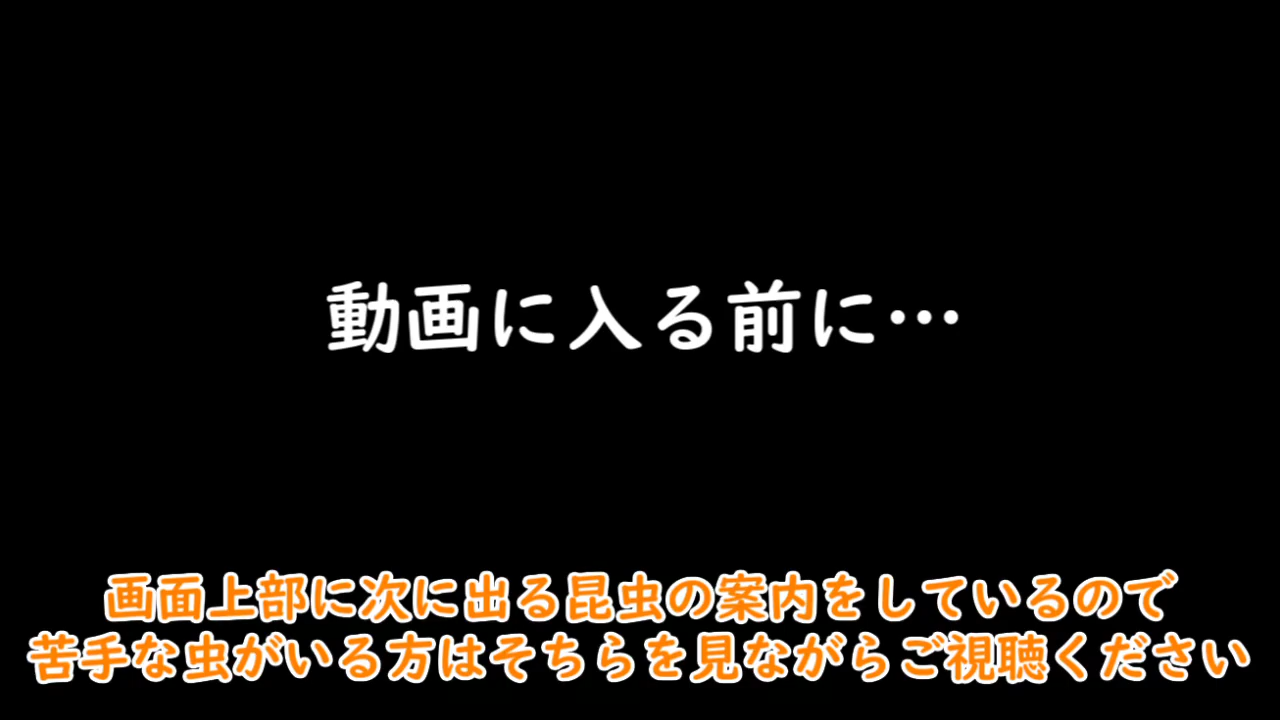 動画に入る前に…
画面上部に次に出る昆虫の案内をしているので
苦手な虫がいる方はそちらを見ながらご視聴ください